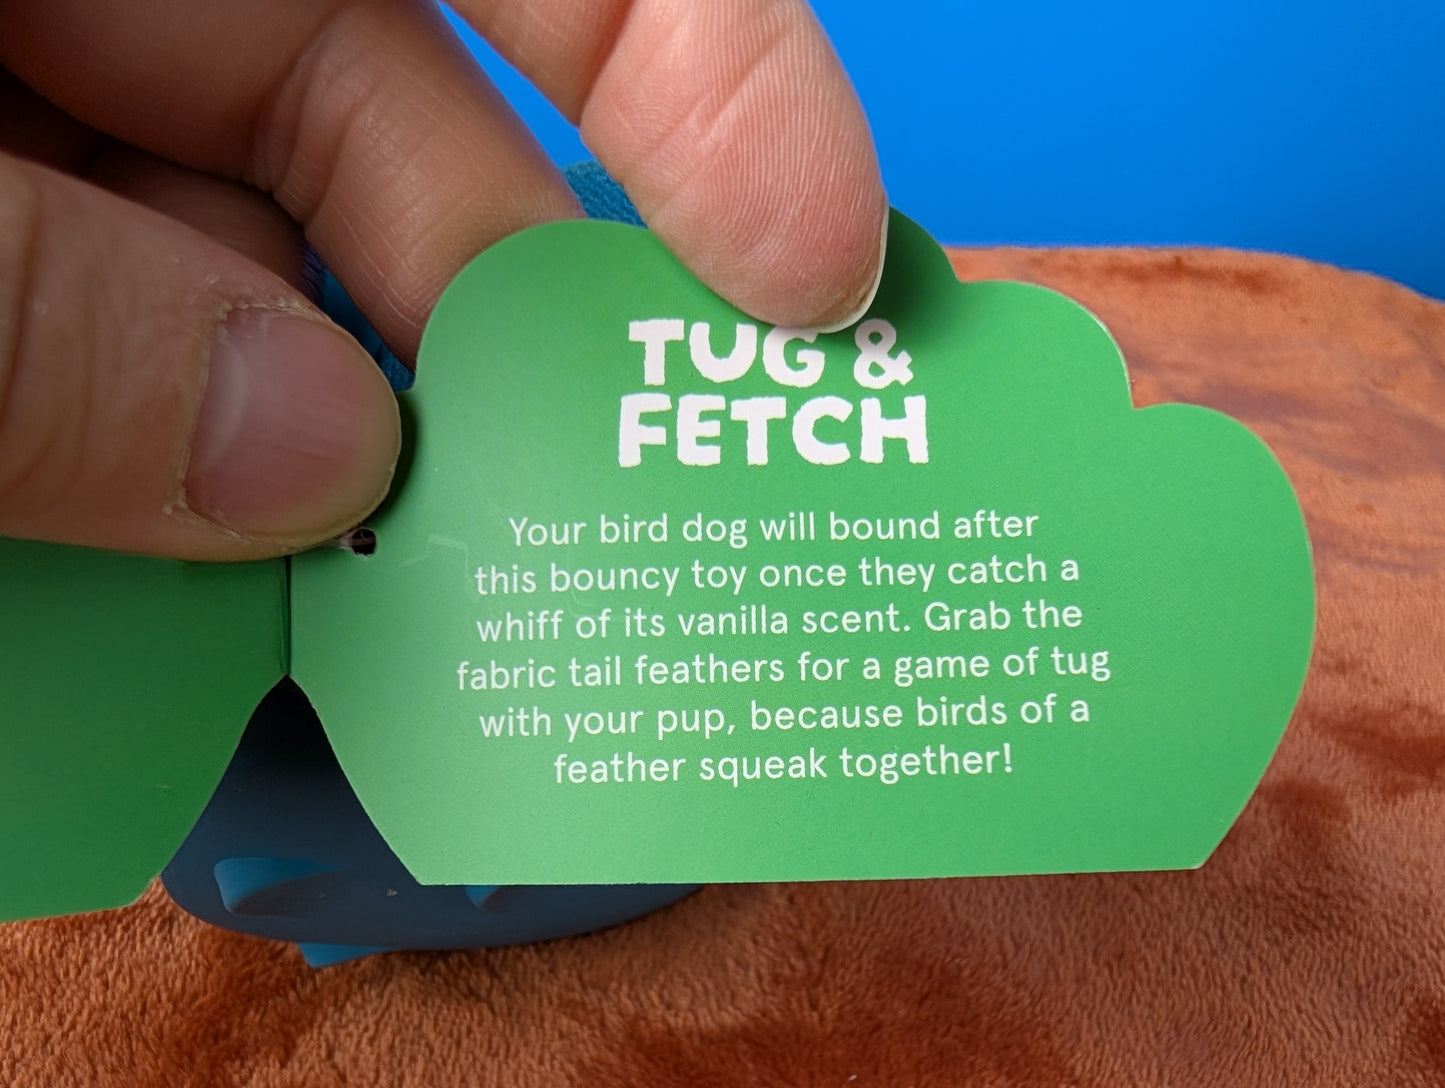 TUG &
FETCH
Your bird dog will bound after
this bouncy toy once they catch a
whiff of its vanilla scent. Grab the
fabric tail feathers for a game of tug
with your pup, because birds of a
feather squeak together!